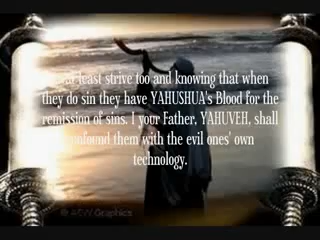 least strive too and knowing that when
they do sin they have YAHUSHUA's Blood for the
remission of sins. I your Father, YAHUVEH, shall
confound them with the evil ones' own
technology.
Graphics